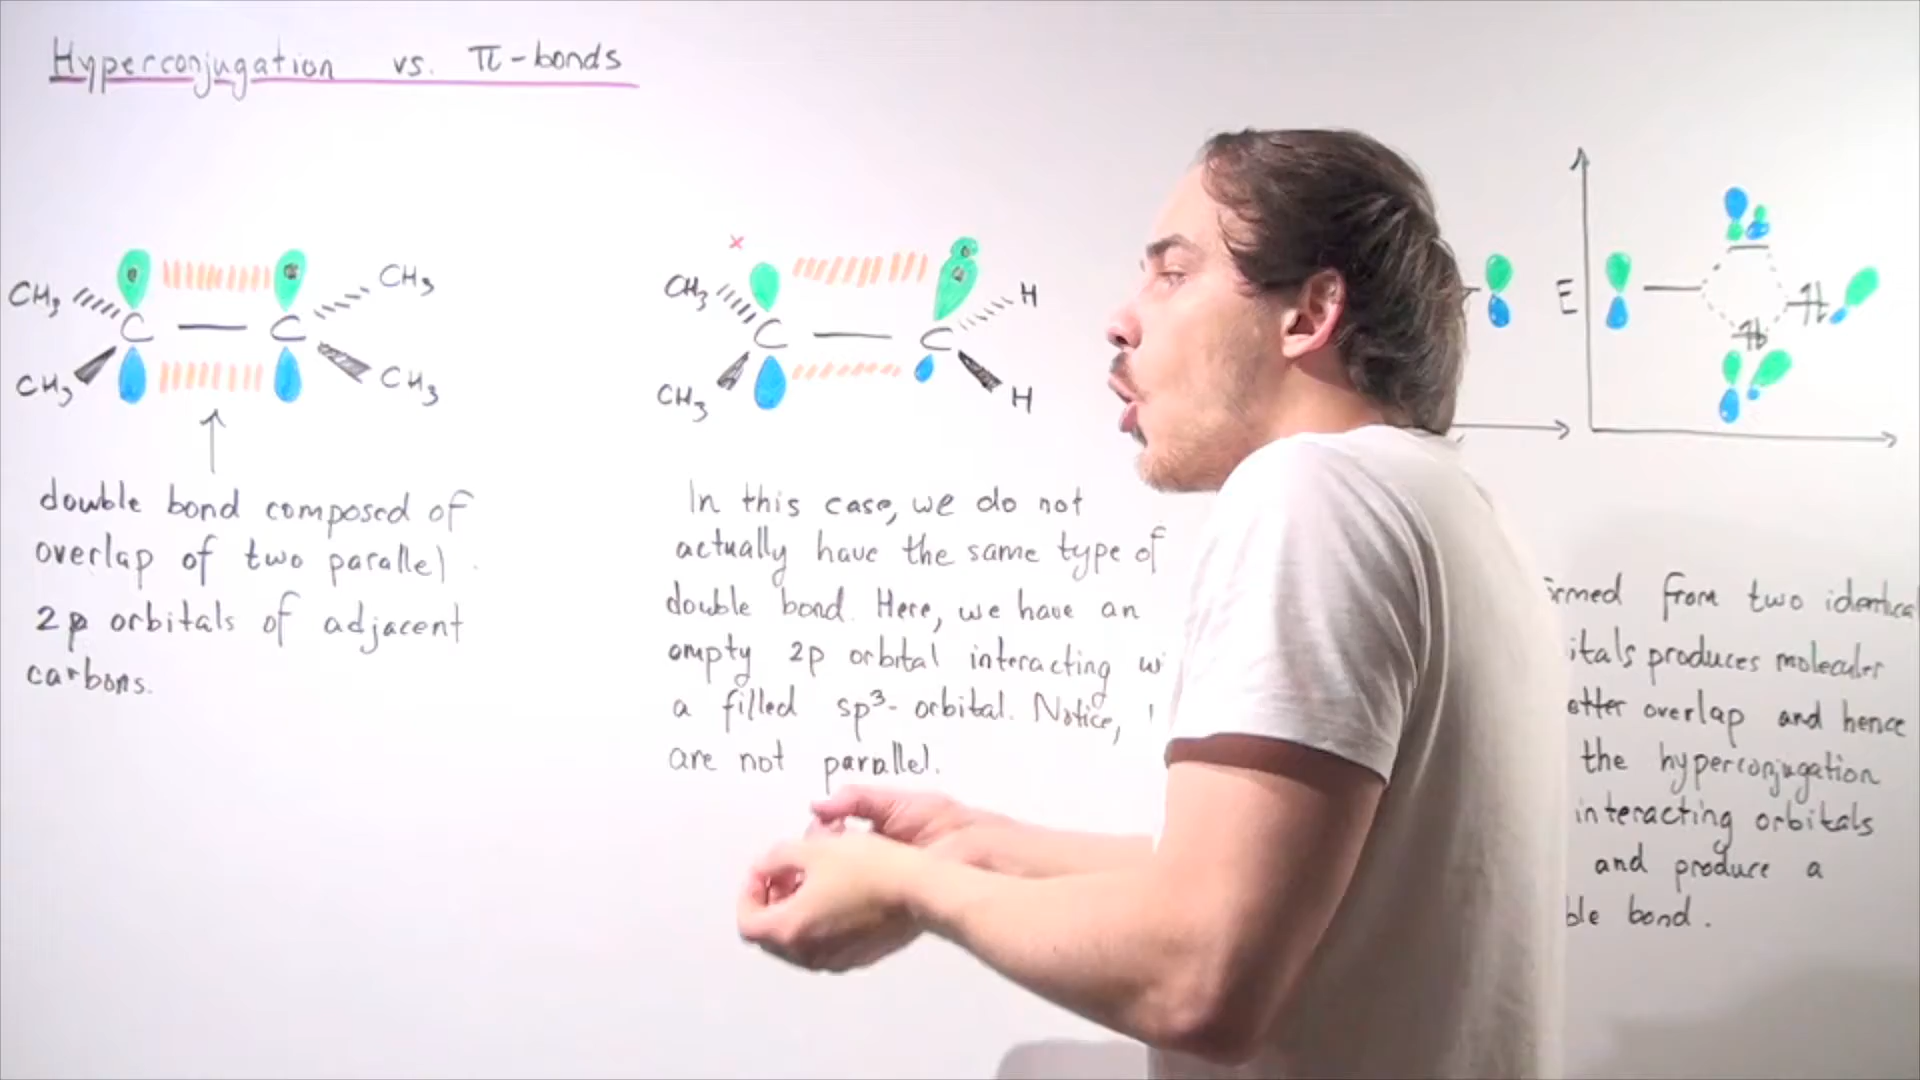 Hyperconjugation vs. π-bonds
CH3 C C CH3
CH3 CH3
double bond composed of
overlap of two parallel
2p orbitals of adjacent
carbons.
x
CH3 C C H
H
CH3 H
In this case, we do not
actually have the same type of
double bond. Here, we have an
empty 2p orbital interacting wi
a filled sp3- orbital. Notice,
are not parallel.
E
rmed from two identical
itals produces molecular
etter overlap and hence
the hyperconjugation
interacting orbitals
and produce a
ble bond.